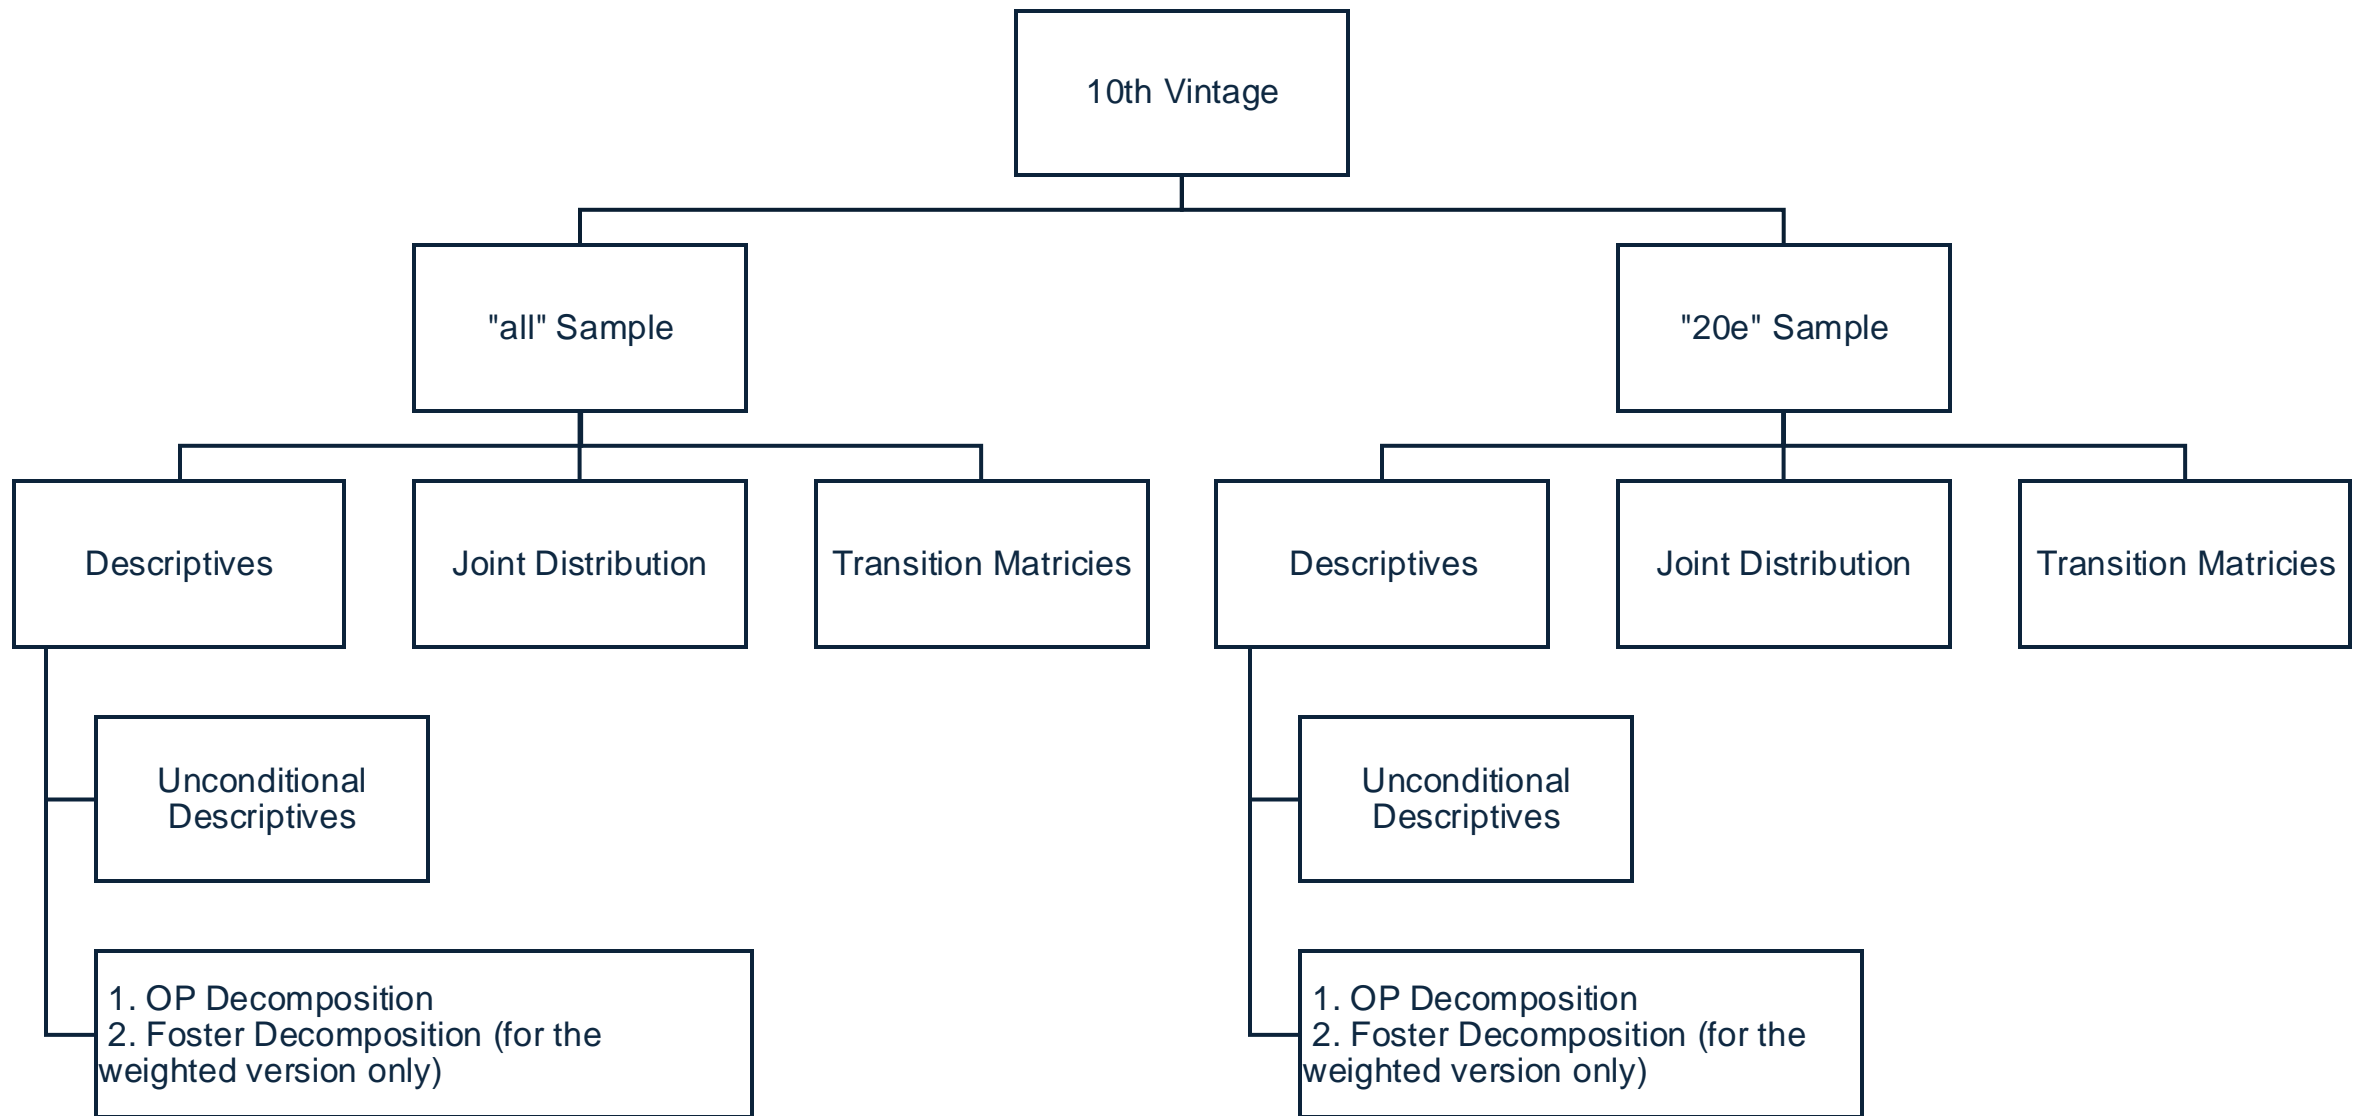 10th Vintage
"all" Sample
"20e" Sample
Descriptives
Joint Distribution
Transition Matricies
Descriptives
Joint Distribution
Transition Matricies
Unconditional
Descriptives
Unconditional
Descriptives
1. OP Decomposition
2. Foster Decomposition (for the
weighted version only)
1. OP Decomposition
2. Foster Decomposition (for the
weighted version only)